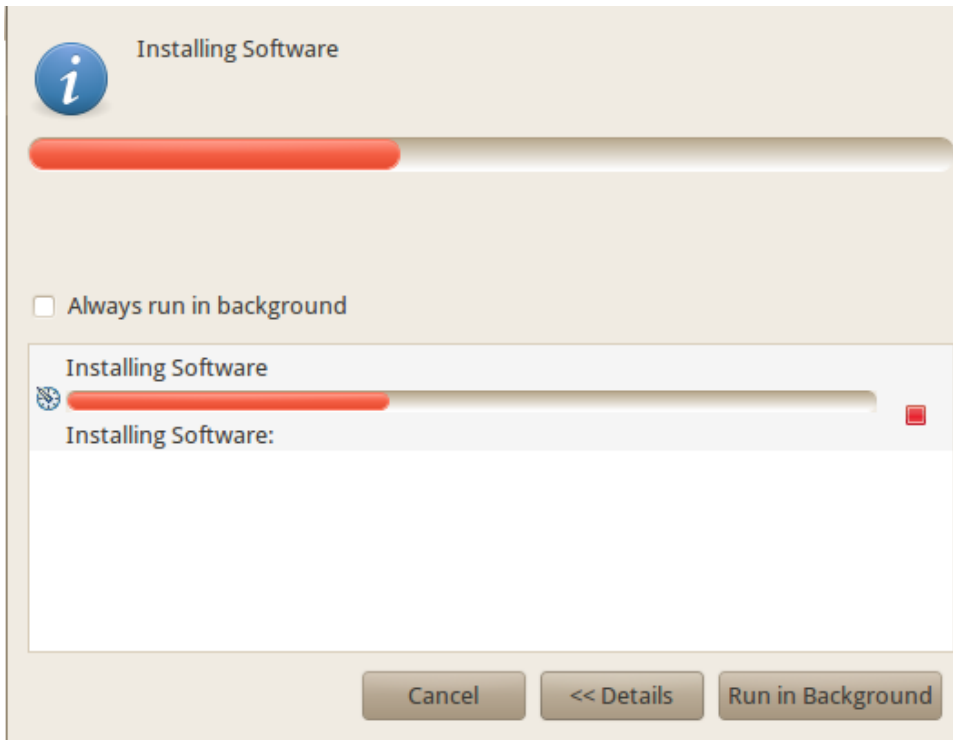 Installing Software
Always run in background
Installing Software
Installing Software:
Cancel
<< Details
Run in Background